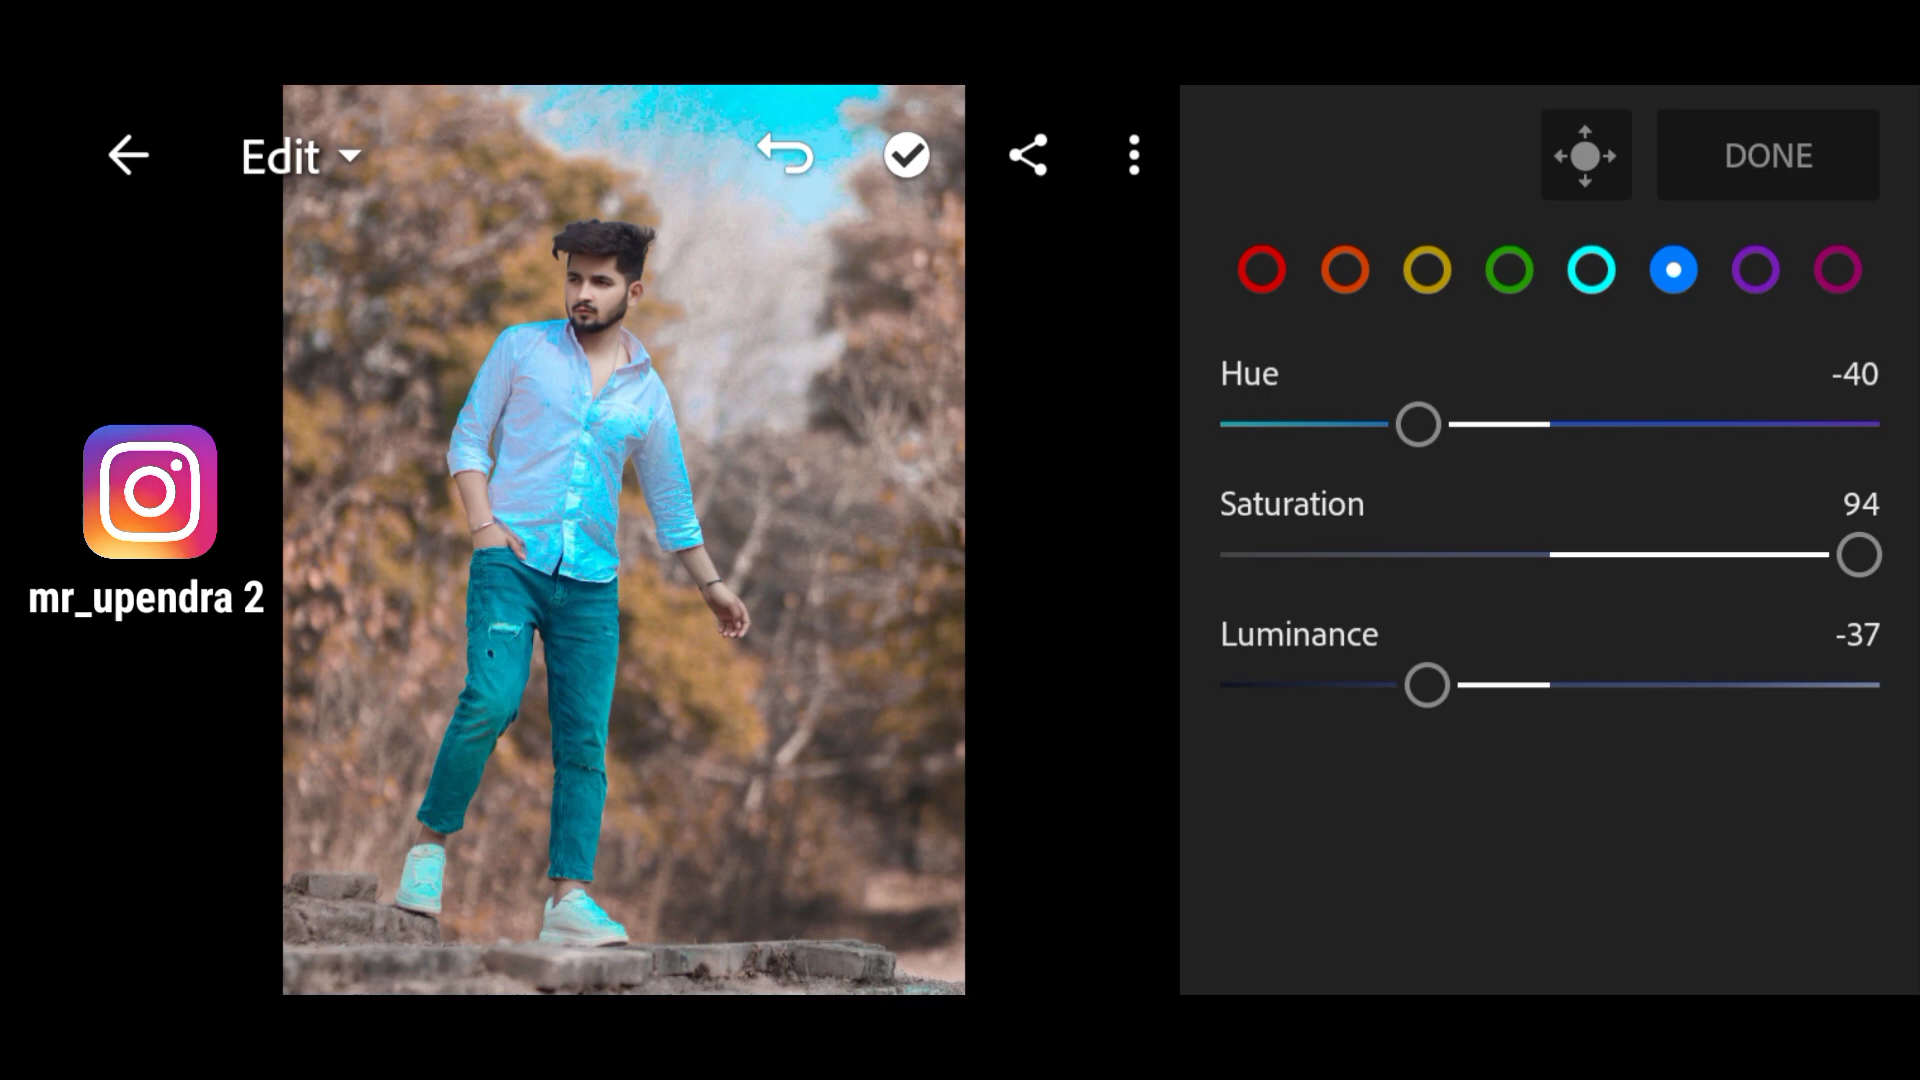 Edit
DONE
Hue -40
Saturation 94
Luminance -37
mr_upendra 2